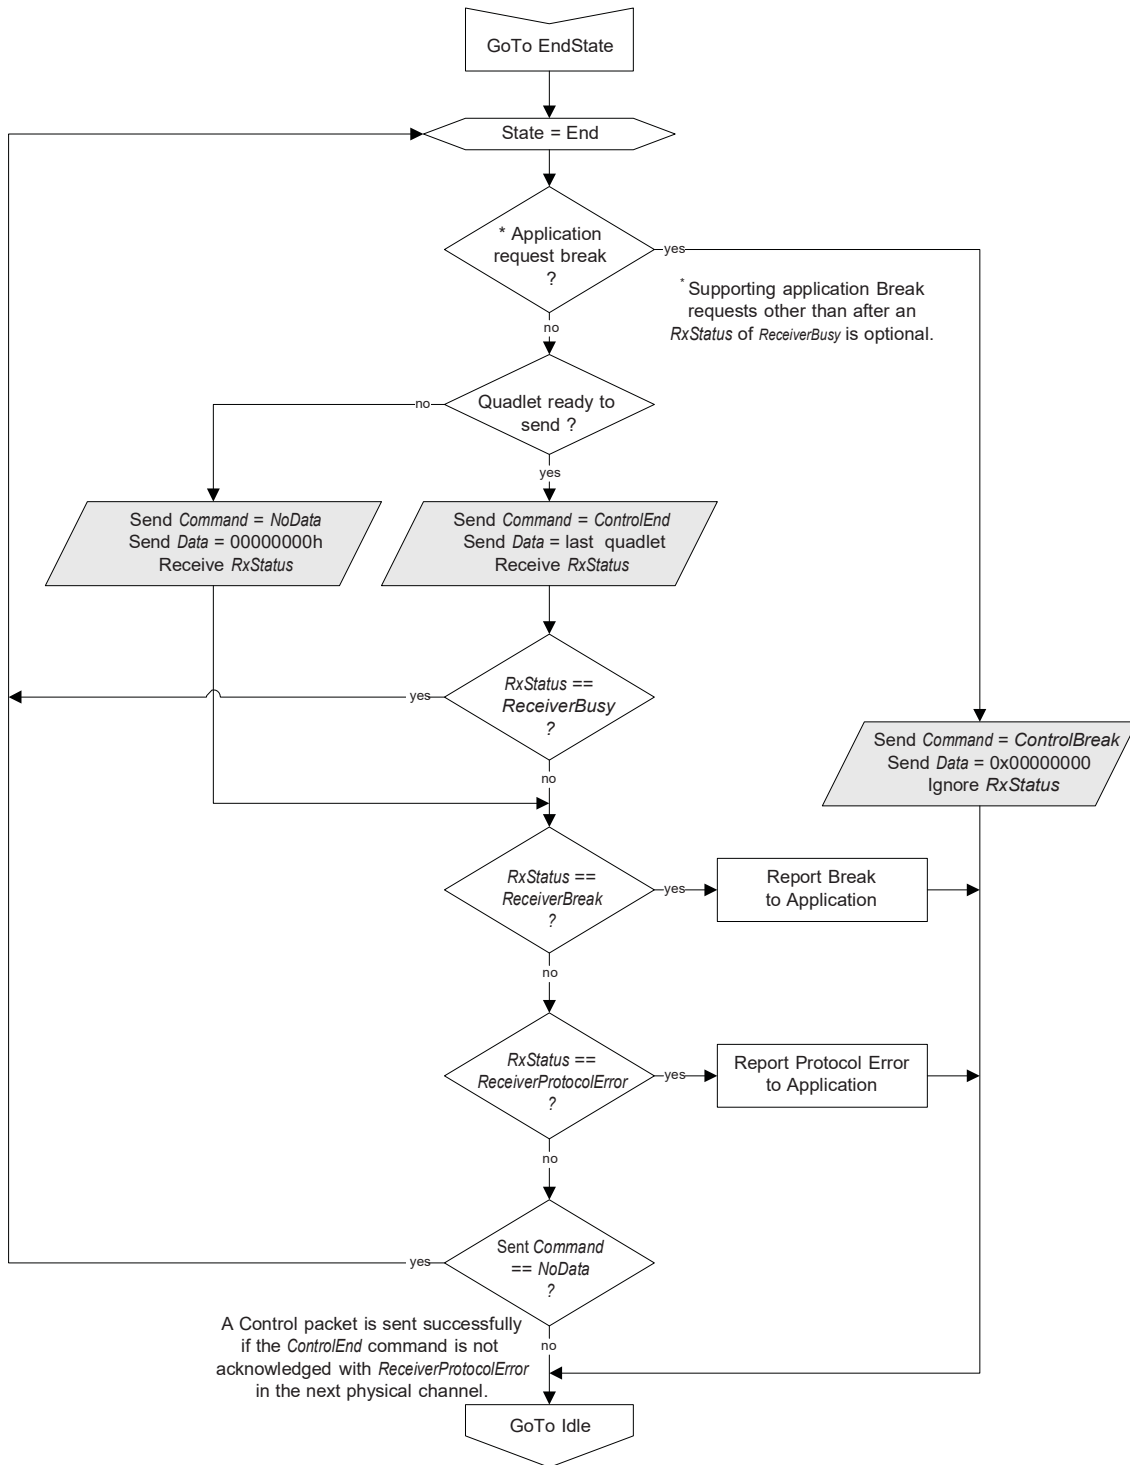 GoTo EndState
State = End
* Application
request break
?
yes
* Supporting application Break
requests other than after an
RxStatus of ReceiverBusy is optional.
no
Quadlet ready to
send ?
no
yes
Send Command = NoData
Send Data = 00000000h
Receive RxStatus
Send Command = ControlEnd
Send Data = last quadlet
Receive RxStatus
RxStatus ==
ReceiverBusy
?
yes
no
Send Command = ControlBreak
Send Data = 0x00000000
Ignore RxStatus
RxStatus ==
ReceiverBreak
?
yes
Report Break
to Application
no
RxStatus ==
ReceiverProtocolError
?
yes
Report Protocol Error
to Application
no
Sent Command
== NoData
?
yes
no
A Control packet is sent successfully
if the ControlEnd command is not
acknowledged with ReceiverProtocolError
in the next physical channel.
GoTo Idle